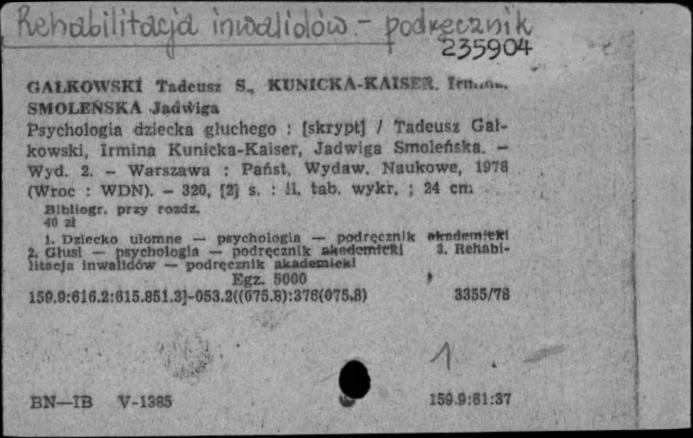 Rehabilitacja inwalidów - podręcznik
235904
GAŁKOWSKI Tadeusz S., KUNICKA-KAISER Irmina,
SMOLEŃSKA Jadwiga
Psychologia dziecka głuchego : [skrypt] / Tadeusz Gał-
kowski, Irmina Kunicka-Kaiser, Jadwiga Smoleńska. —
Wyd. 2. — Warszawa : Państ. Wydaw. Naukowe, 1978
(Wroc : WDN). — 320, [2] s. : il. tab. wykr. ; 24 cm
Bibliogr. przy rozdz.
40 zł
1. Dziecko ułomne — psychologia — podręcznik akademicki
2. Głusi — psychologia — podręcznik akademicki 3. Rehabi-
litacja inwalidów — podręcznik akademicki
Egz. 5000
159.9:616.2:615.851.3]-053.2((075.8):376(075.8) 3355/78
1.
BN—IB V-1385 159.9:61:37